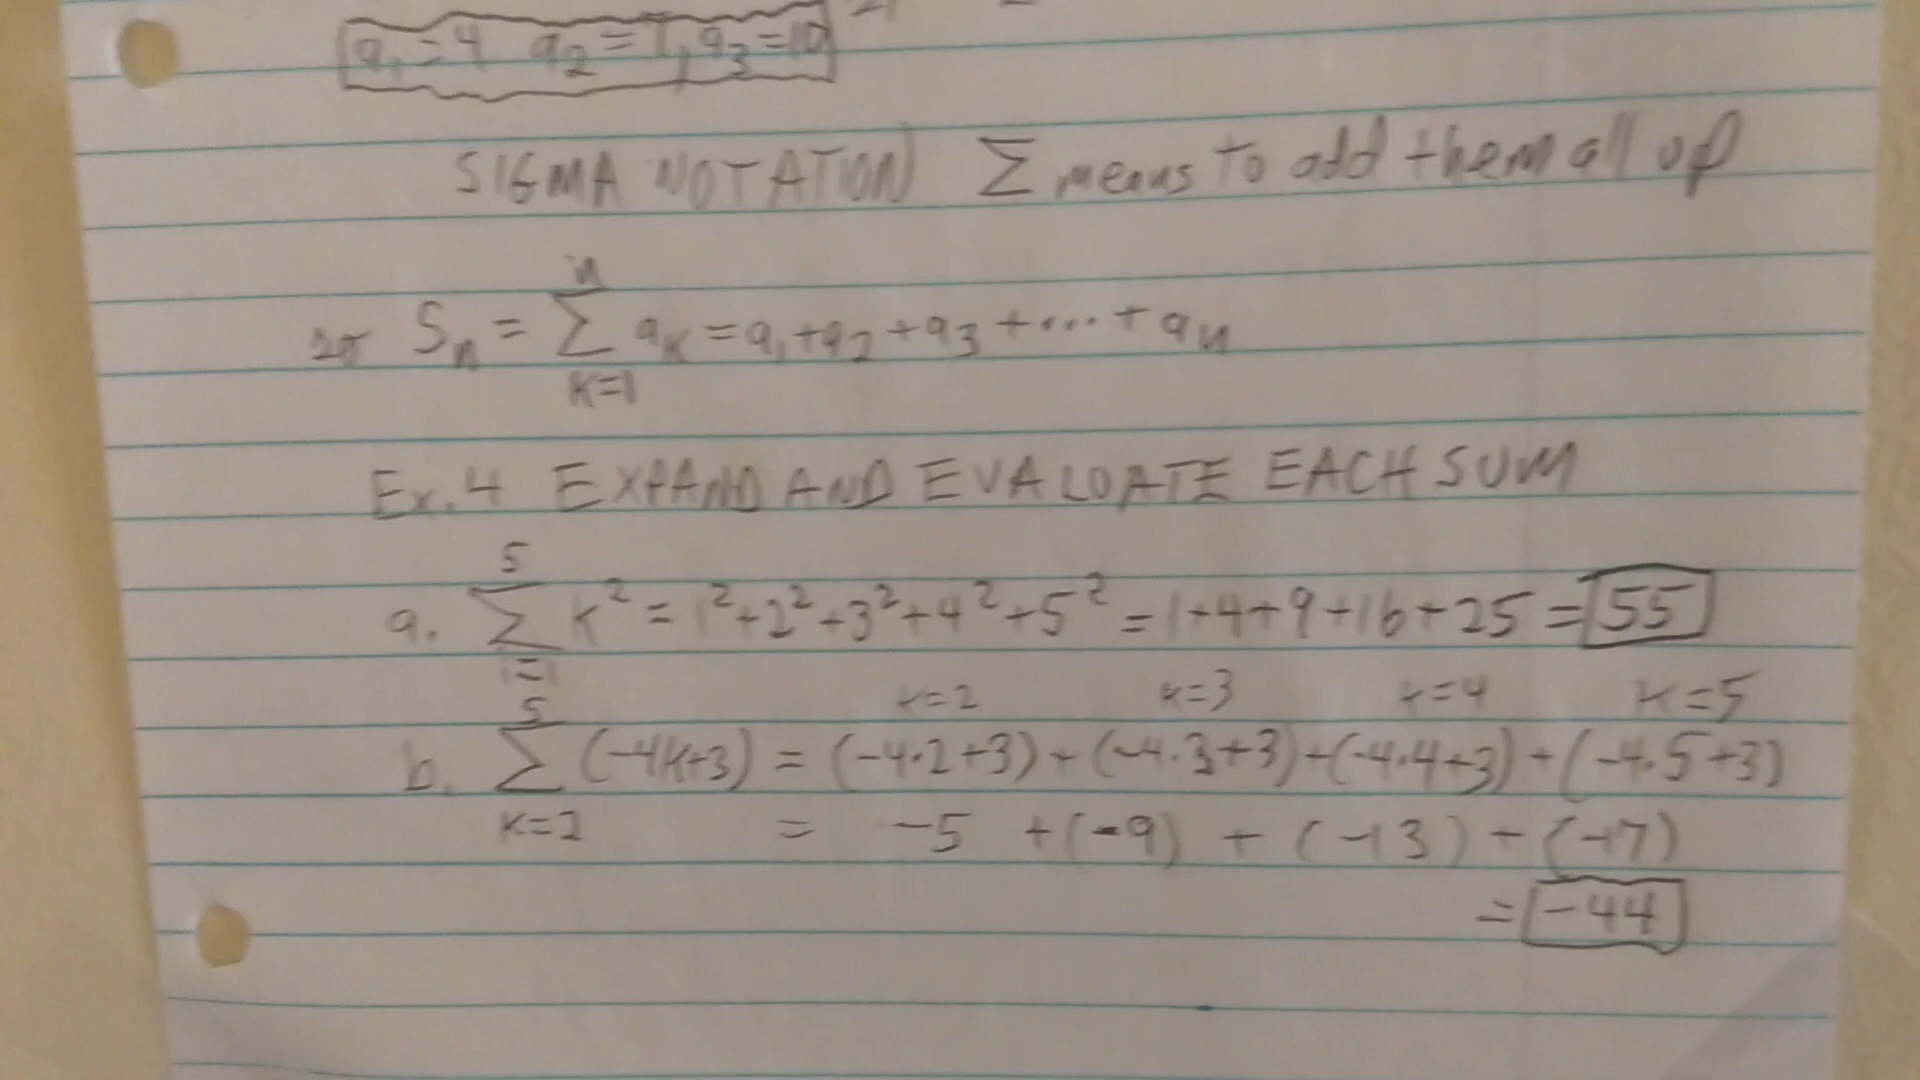 a₁=4 a₂=7, a₃=10
SIGMA NOTATION Σ means to add them all up
n
Sₙ = Σ aₖ = a₁+a₂+a₃+...+aₙ
k=1
Ex. 4 EXPAND AND EVALUATE EACH SUM
5
a. Σ k² = 1²+2²+3²+4²+5² = 1+4+9+16+25 = 55
i=1
5 k=2 k=3 k=4 k=5
b. Σ (-4k+3) = (-4·2+3)+(-4·3+3)+(-4·4+3)+(-4·5+3)
k=2 = -5 +(-9) + (-13) + (-17)
= -44